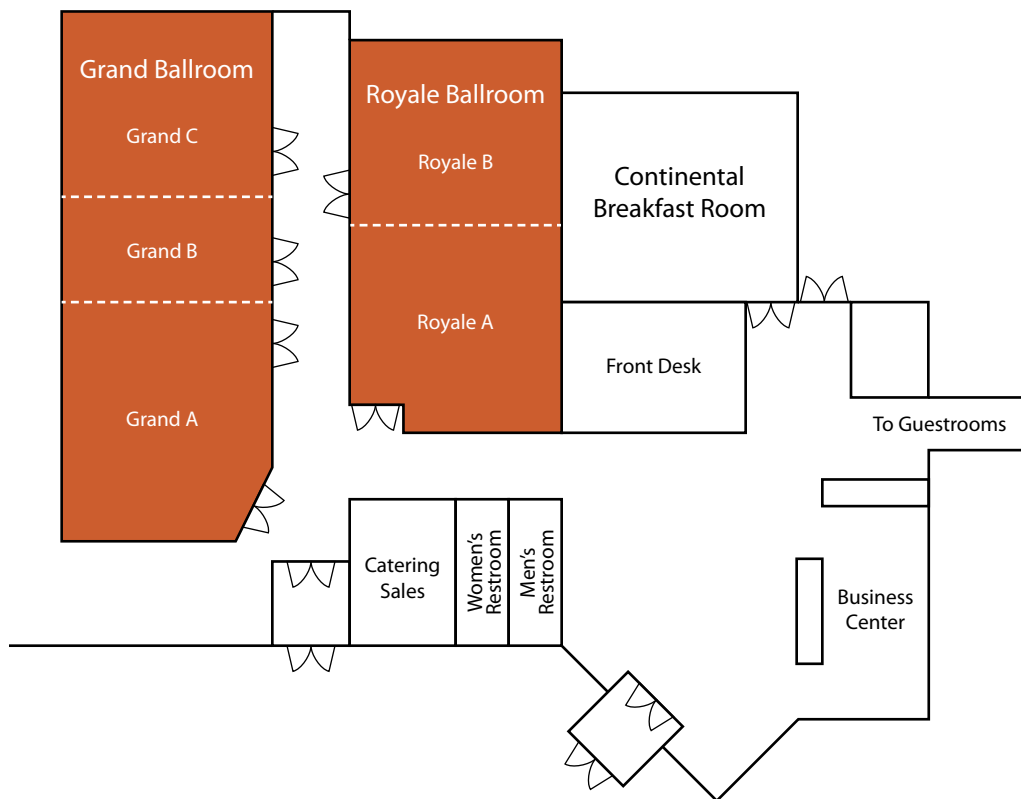 Grand Ballroom
Grand C
Grand B
Grand A
Royale Ballroom
Royale B
Royale A
Continental
Breakfast Room
Front Desk
To Guestrooms
Catering
Sales
Women's
Restroom
Men's
Restroom
Business
Center